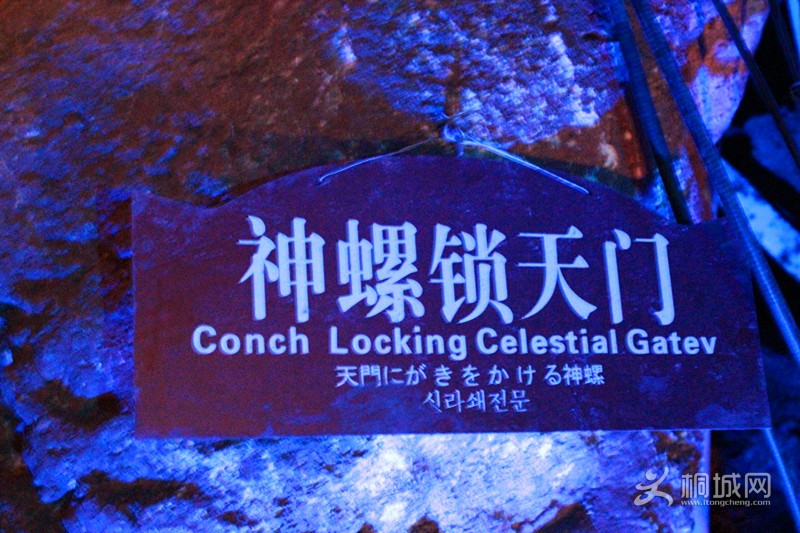 神螺锁天门
Conch Locking Celestial Gatev
天門にがきをかける神螺
신라쇄전문
桐城网
www.itongcheng.com